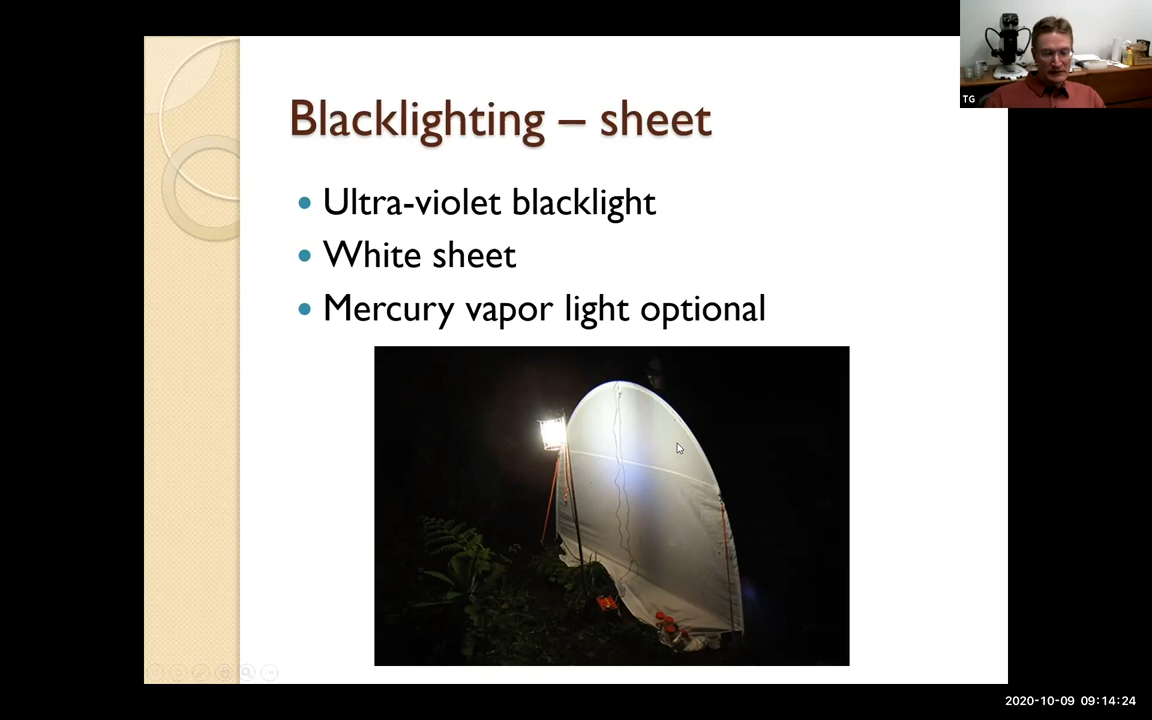 TG
Blacklighting – sheet
Ultra-violet blacklight
White sheet
Mercury vapor light optional
2020-10-09 09:14:24